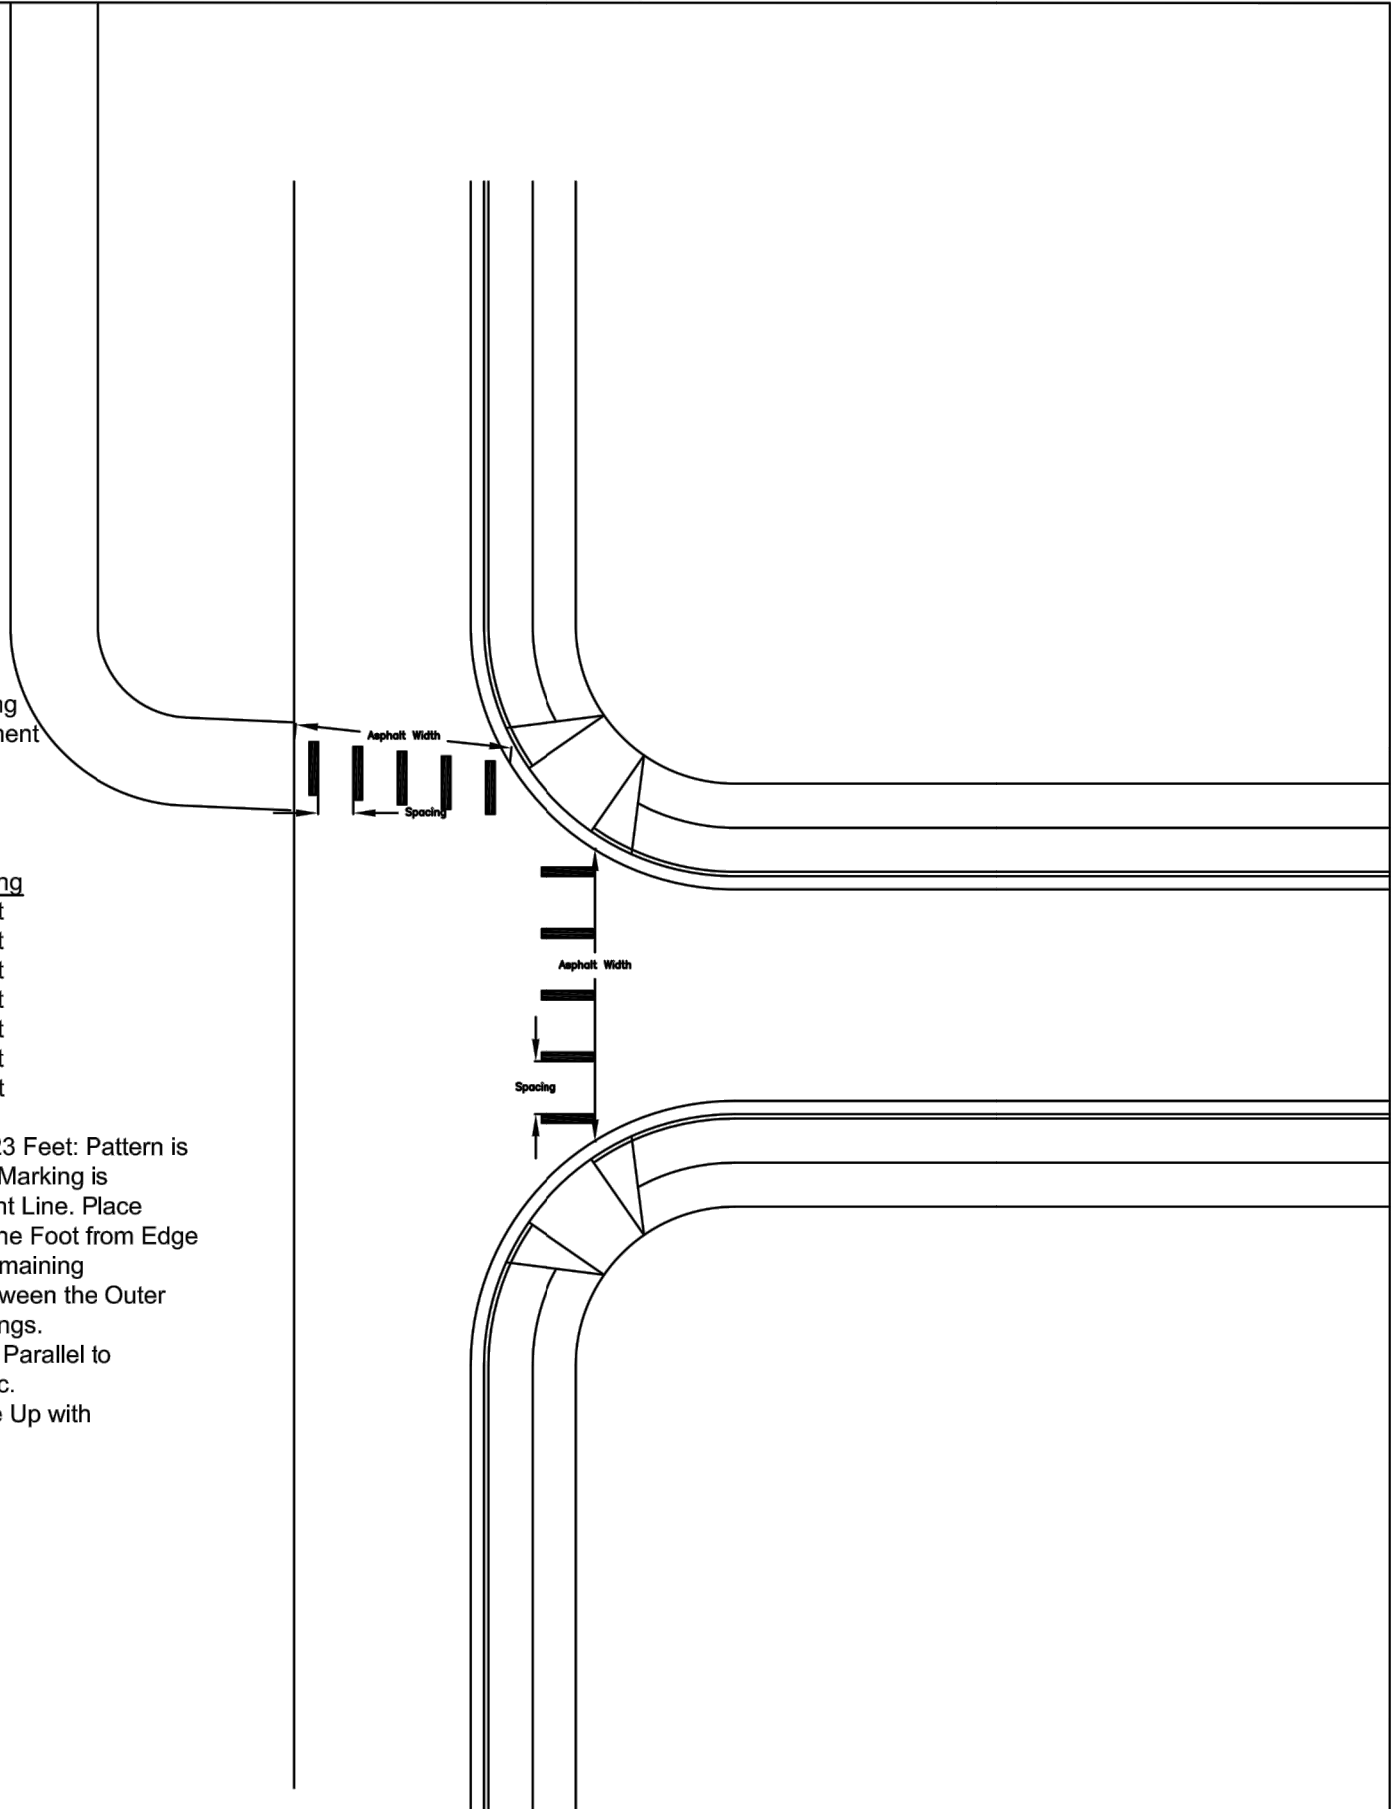 ng
nent
Asphalt Width
Spacing
ng
t
t
t
t
t
t
t
Asphalt Width
Spacing
23 Feet: Pattern is
Marking is
nt Line. Place
ne Foot from Edge
maining
ween the Outer
ngs.
Parallel to
c.
e Up with